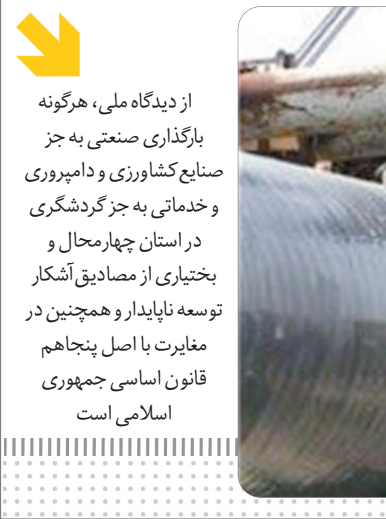 از دیدگاه ملی، هرگونه
بارگذاری صنعتی به جز
صنایع کشاورزی و دامپروری
و خدماتی به جز گردشگری
در استان چهارمحال و
بختیاری از مصادیق آشکار
توسعه ناپایدار و همچنین در
مغایرت با اصل پنجاهم
قانون اساسی جمهوری
اسلامی است